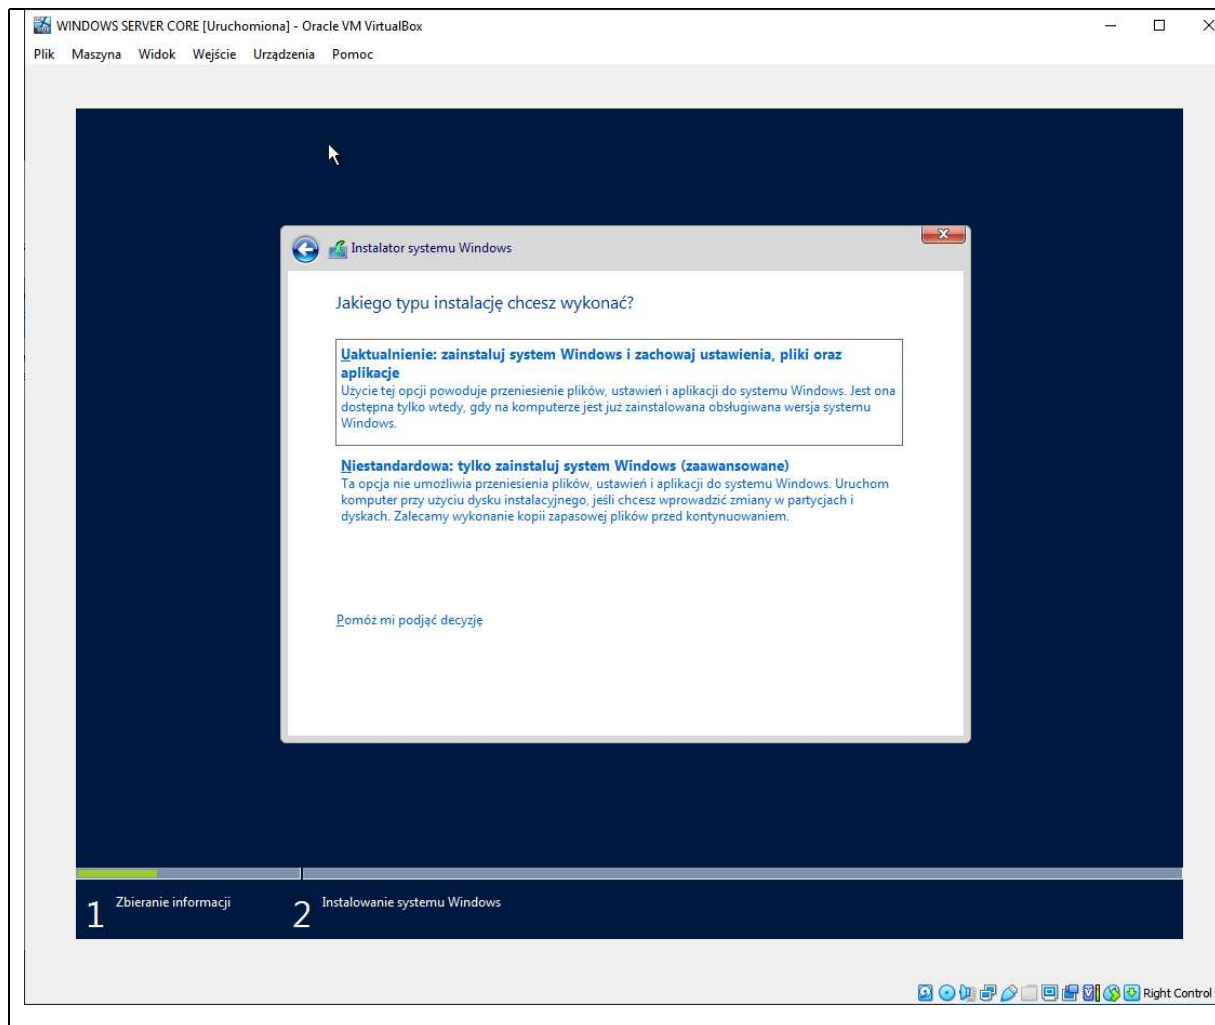 WINDOWS SERVER CORE [Uruchomiona] - Oracle VM VirtualBox
Plik Maszyna Widok Wejście Urządzenia Pomoc
Instalator systemu Windows
Jakiego typu instalację chcesz wykonać?
Uaktualnienie: zainstaluj system Windows i zachowaj ustawienia, pliki oraz
aplikacje
Użycie tej opcji powoduje przeniesienie plików, ustawień i aplikacji do systemu Windows. Jest ona
dostępna tylko wtedy, gdy na komputerze jest już zainstalowana obsługiwana wersja systemu
Windows.
Niestandardowa: tylko zainstaluj system Windows (zaawansowane)
Ta opcja nie umożliwia przeniesienia plików, ustawień i aplikacji do systemu Windows. Uruchom
komputer przy użyciu dysku instalacyjnego, jeśli chcesz wprowadzić zmiany w partycjach i
dyskach. Zalecamy wykonanie kopii zapasowej plików przed kontynuowaniem.
Pomóż mi podjąć decyzję
1 Zbieranie informacji
2 Instalowanie systemu Windows
Right Control